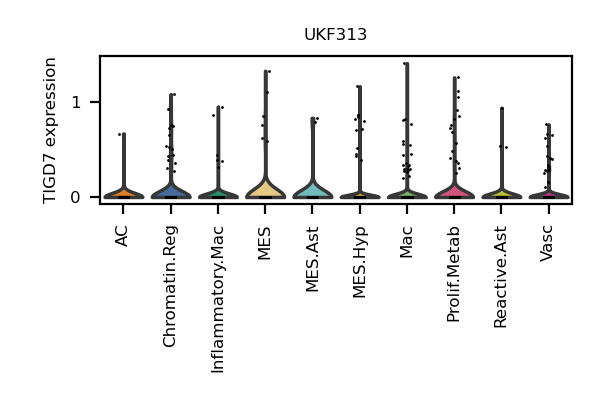 UKF313
TIGD7 expression
1
0
AC
Chromatin.Reg
Inflammatory.Mac
MES
MES.Ast
MES.Hyp
Mac
Prolif.Metab
Reactive.Ast
Vasc